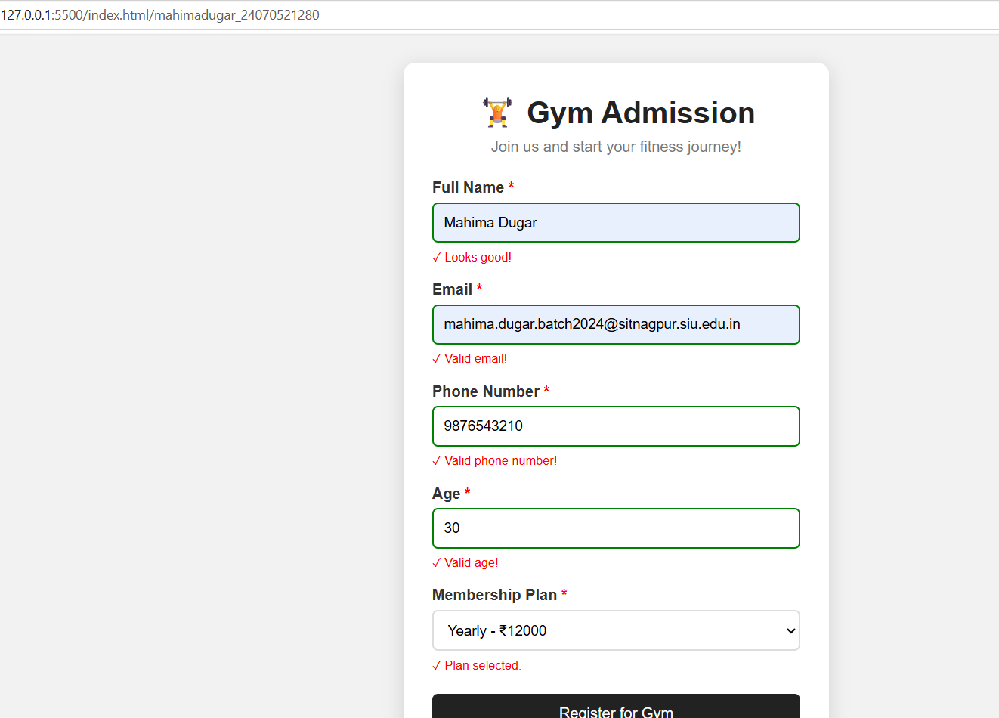 127.0.0.1:5500/index.html/mahimadugar_24070521280
Gym Admission
Join us and start your fitness journey!
Full Name *
Mahima Dugar
✓ Looks good!
Email *
mahima.dugar.batch2024@sitnagpur.siu.edu.in
✓ Valid email!
Phone Number *
9876543210
✓ Valid phone number!
Age *
30
✓ Valid age!
Membership Plan *
Yearly - ₹12000
✓ Plan selected.
Register for Gym